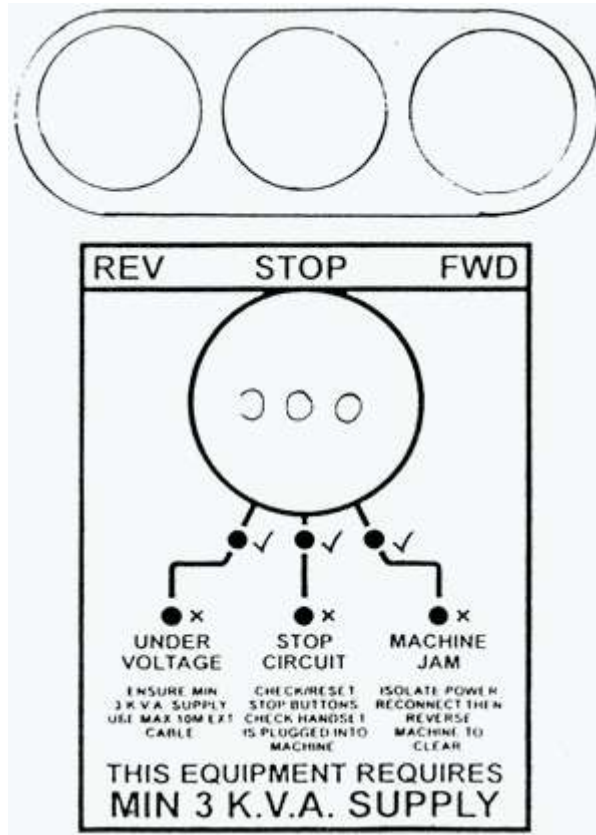 REV STOP FWD
✓ ✓ ✓
× × ×
UNDER VOLTAGE
STOP CIRCUIT
MACHINE JAM
ENSURE MIN
3 K.V.A. SUPPLY
USE MAX 10M EXT
CABLE
CHECK/RESET
STOP BUTTONS
CHECK HANDSET
IS PLUGGED INTO
MACHINE
ISOLATE POWER
RECONNECT THEN
REVERSE
MACHINE TO
CLEAR
THIS EQUIPMENT REQUIRES
MIN 3 K.V.A. SUPPLY